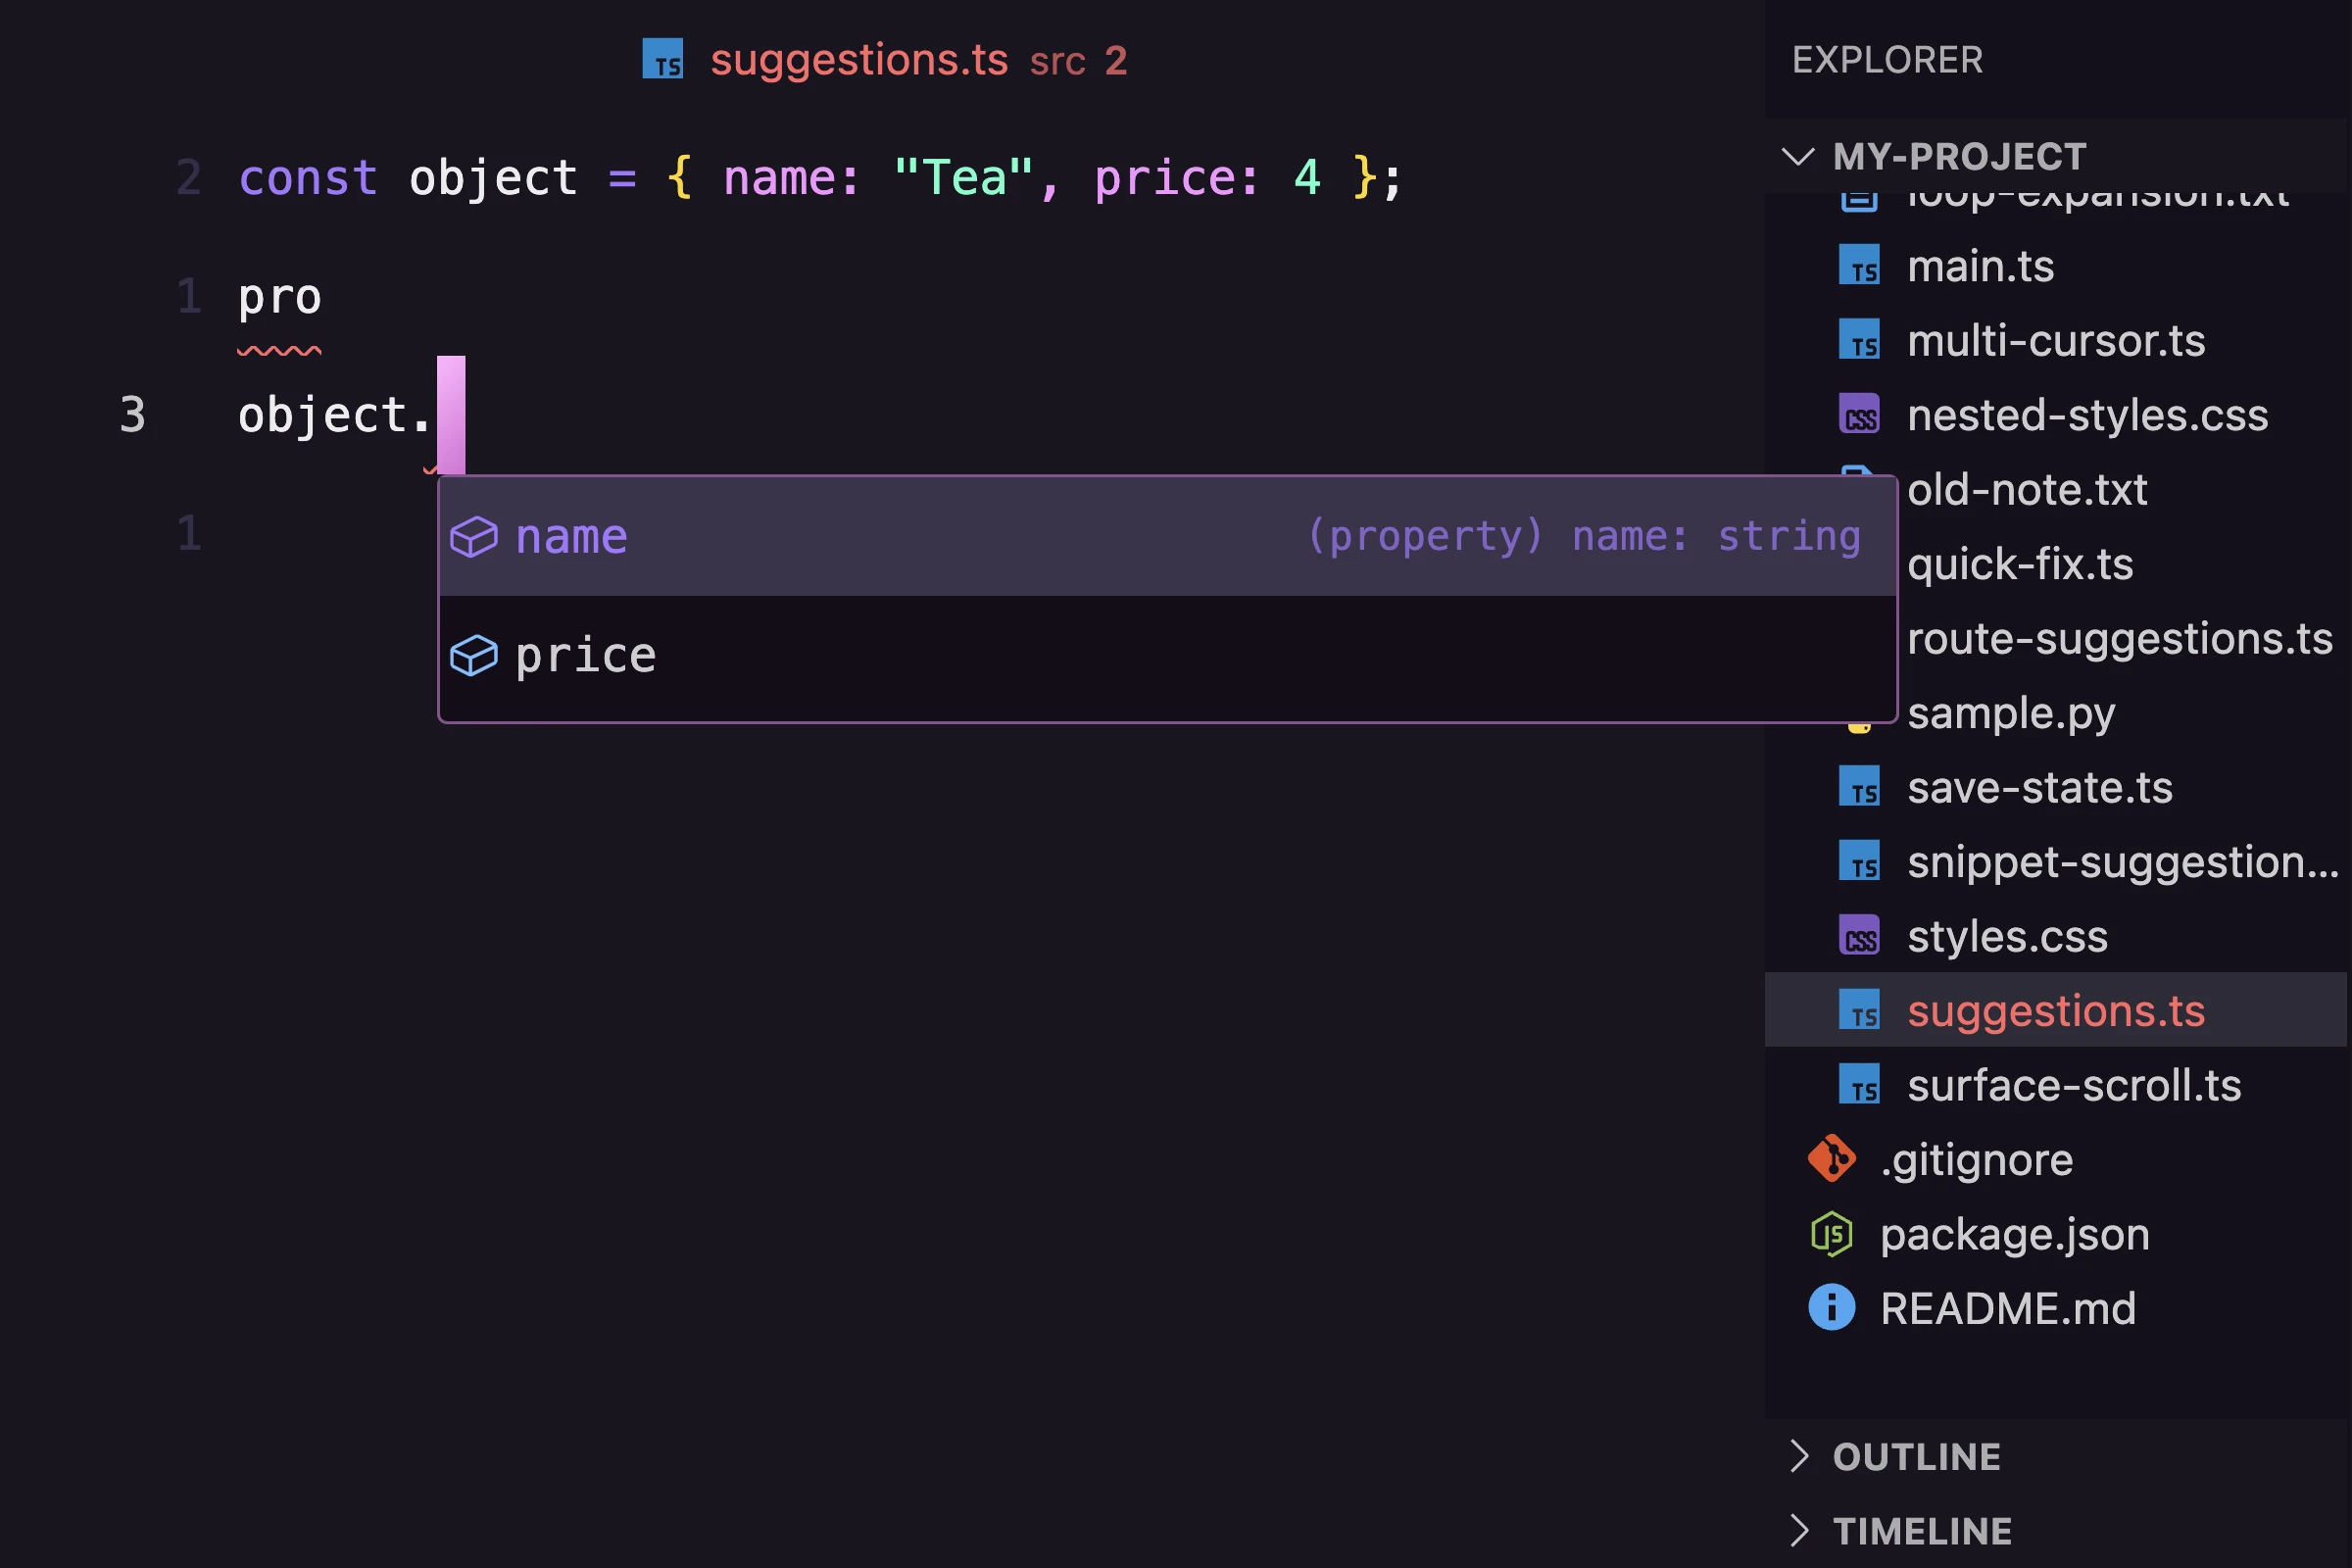 suggestions.ts src 2
2 const object = { name: "Tea", price: 4 };
1 pro
3 object.
1
name (property) name: string
price
EXPLORER
MY-PROJECT
loop-expansion.txt
main.ts
multi-cursor.ts
nested-styles.css
old-note.txt
quick-fix.ts
route-suggestions.ts
sample.py
save-state.ts
snippet-suggestion...
styles.css
suggestions.ts
surface-scroll.ts
.gitignore
package.json
README.md
OUTLINE
TIMELINE